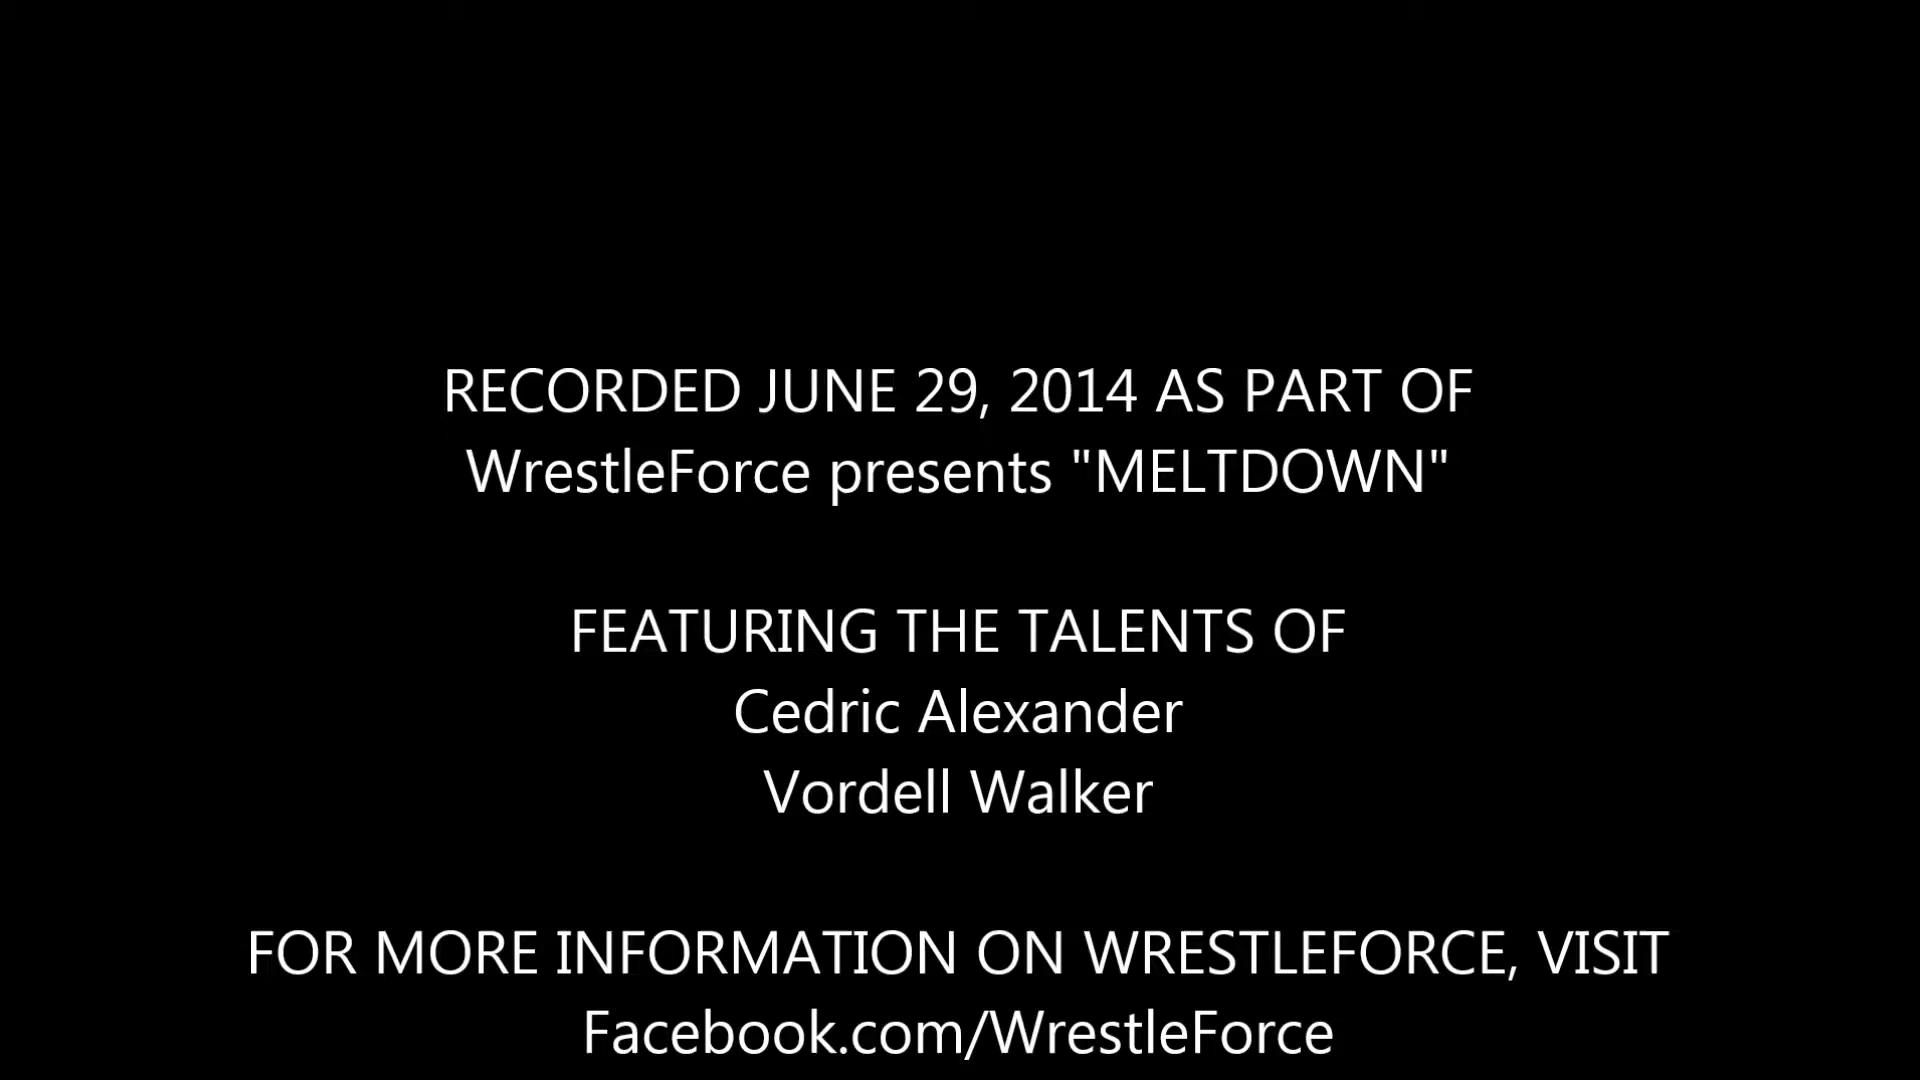 RECORDED JUNE 29, 2014 AS PART OF
WrestleForce presents "MELTDOWN"
FEATURING THE TALENTS OF
Cedric Alexander
Vordell Walker
FOR MORE INFORMATION ON WRESTLEFORCE, VISIT
Facebook.com/WrestleForce